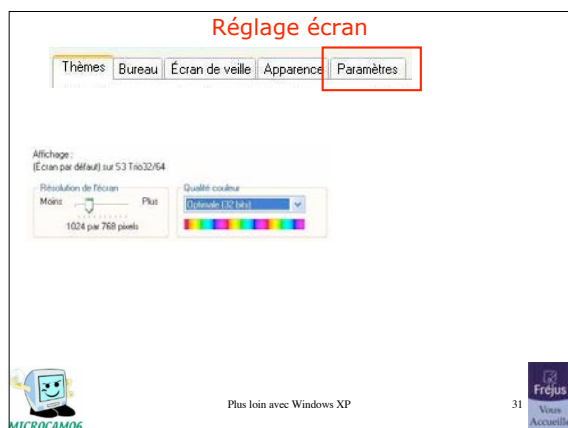 Réglage écran
Thèmes Bureau Écran de veille Apparence Paramètres
Affichage :
(Écran par défaut) sur S3 Trio32/64
Résolution de l'écran
Moins Plus
1024 par 768 pixels
Qualité couleur
Optimale (32 bits)
MICROCAM06
Plus loin avec Windows XP
31
Fréjus
Vous
Accueille